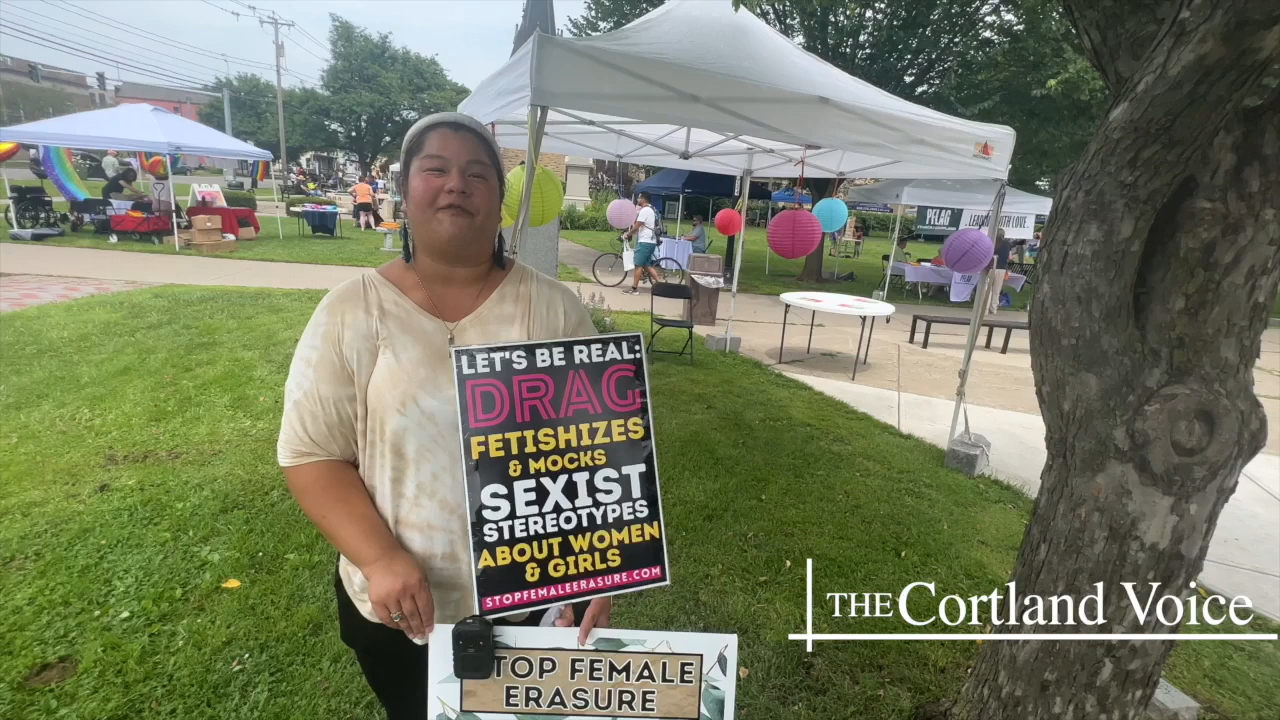 PFLAG
LEADING WITH LOVE
LET'S BE REAL:
DRAG
FETISHIZES
& MOCKS
SEXIST
STEREOTYPES
ABOUT WOMEN
& GIRLS
STOPFEMALEERASURE.COM
TOP FEMALE
ERASURE
THE Cortland Voice